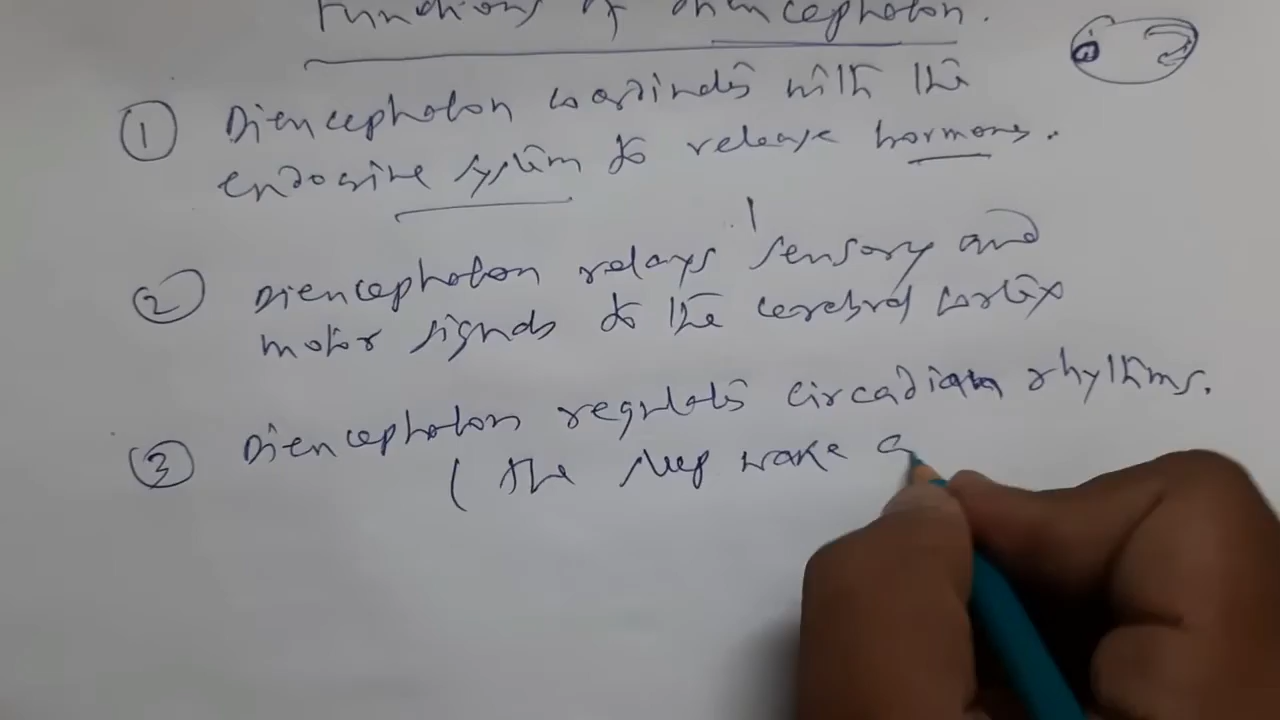 Functions of Diencephalon.
① Diencephalon coordinates with the
endocrine system to release hormones.
② Diencephalon relays sensory and
motor signals to the cerebral cortex
③ Diencephalon regulates circadian rhythms.
( the sleep wake